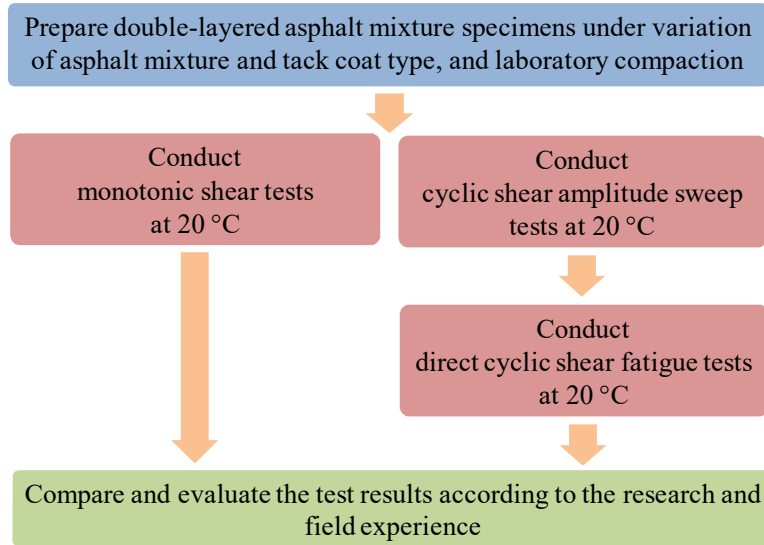 Prepare double-layered asphalt mixture specimens under variation
of asphalt mixture and tack coat type, and laboratory compaction
Conduct
monotonic shear tests
at 20 °C
Conduct
cyclic shear amplitude sweep
tests at 20 °C
Conduct
direct cyclic shear fatigue tests
at 20 °C
Compare and evaluate the test results according to the research and
field experience